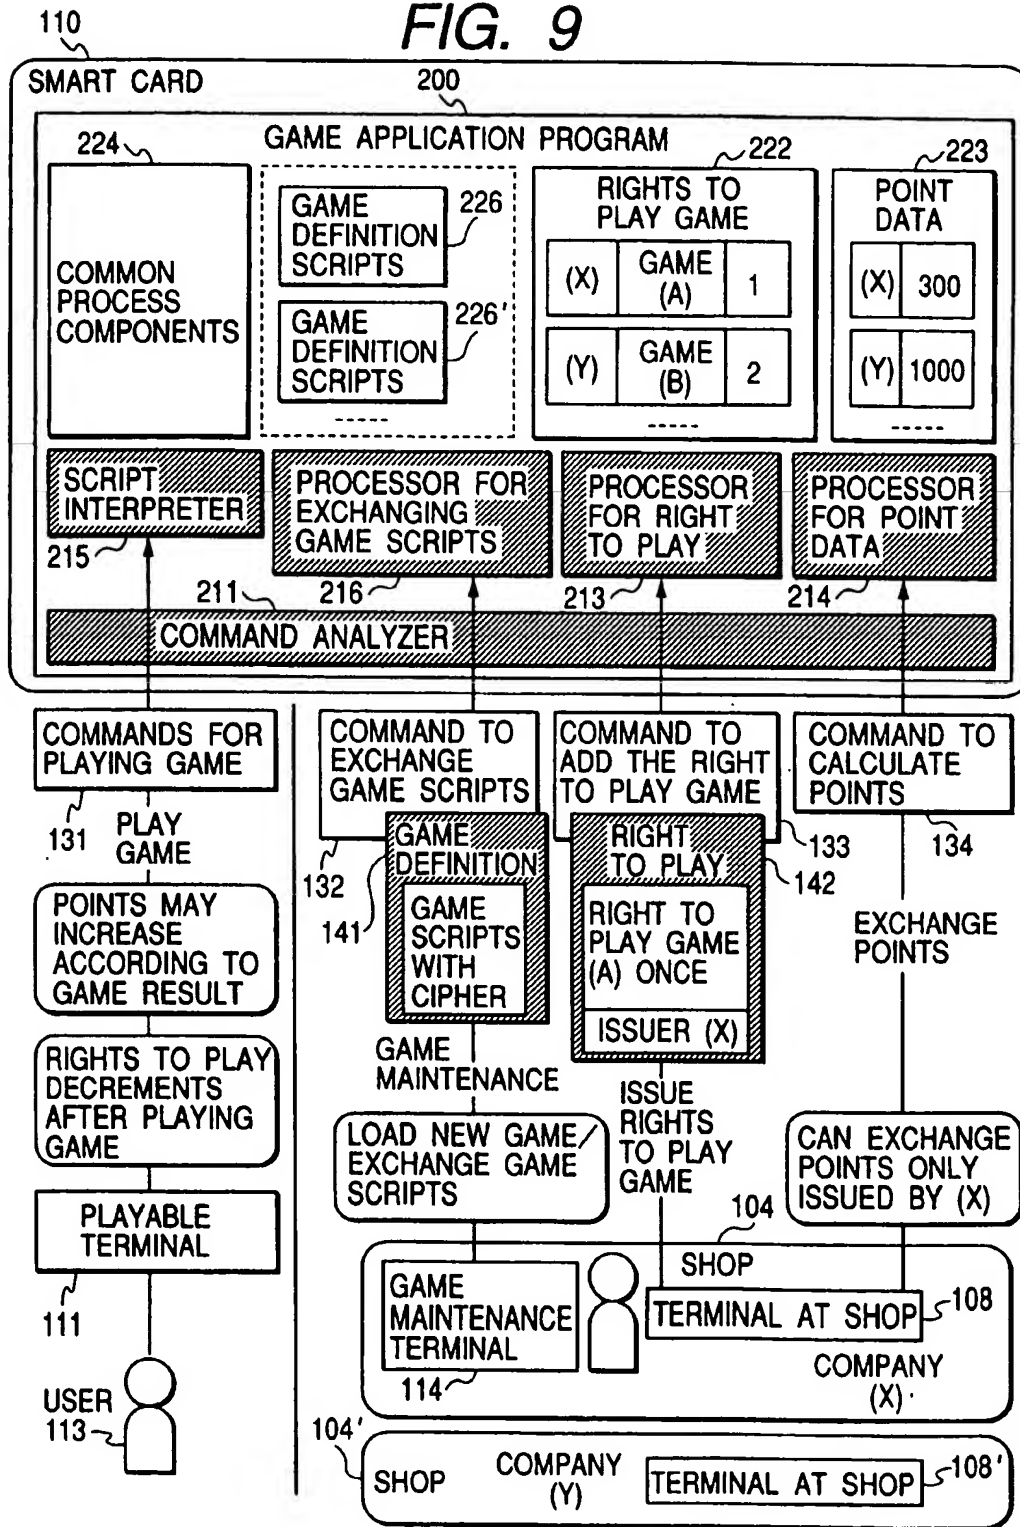 FIG. 9
110
SMART CARD
200
GAME APPLICATION PROGRAM
224
COMMON
PROCESS
COMPONENTS
GAME
DEFINITION
SCRIPTS
226
GAME
DEFINITION
SCRIPTS
226'
-----
222
RIGHTS TO
PLAY GAME
(X) GAME (A) 1
(Y) GAME (B) 2
-----
223
POINT
DATA
(X) 300
(Y) 1000
-----
SCRIPT
INTERPRETER
215
PROCESSOR FOR
EXCHANGING
GAME SCRIPTS
216
PROCESSOR
FOR RIGHT
TO PLAY
213
PROCESSOR
FOR POINT
DATA
214
211
COMMAND ANALYZER
COMMANDS FOR
PLAYING GAME
131
PLAY
GAME
POINTS MAY
INCREASE
ACCORDING TO
GAME RESULT
RIGHTS TO PLAY
DECREMENTS
AFTER PLAYING
GAME
PLAYABLE
TERMINAL
111
USER
113
COMMAND TO
EXCHANGE
GAME SCRIPTS
132
GAME
DEFINITION
141
GAME
SCRIPTS
WITH
CIPHER
GAME
MAINTENANCE
LOAD NEW GAME/
EXCHANGE GAME
SCRIPTS
COMMAND TO
ADD THE RIGHT
TO PLAY GAME
133
RIGHT
TO PLAY
142
RIGHT TO
PLAY GAME
(A) ONCE
ISSUER (X)
ISSUE
RIGHTS
TO PLAY
GAME
COMMAND TO
CALCULATE
POINTS
134
EXCHANGE
POINTS
CAN EXCHANGE
POINTS ONLY
ISSUED BY (X)
104
SHOP
GAME
MAINTENANCE
TERMINAL
114
TERMINAL AT SHOP
108
COMPANY
(X)
104'
SHOP
COMPANY
(Y)
TERMINAL AT SHOP
108'